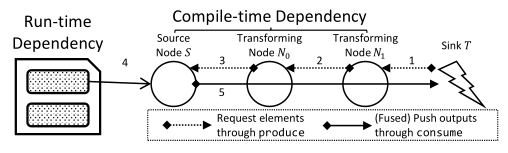 Run-time
Dependency
Compile-time Dependency
Source
Node S
Transforming
Node N0
Transforming
Node N1
Sink T
4
3
2
1
5
Request elements
through produce
(Fused) Push outputs
through consume